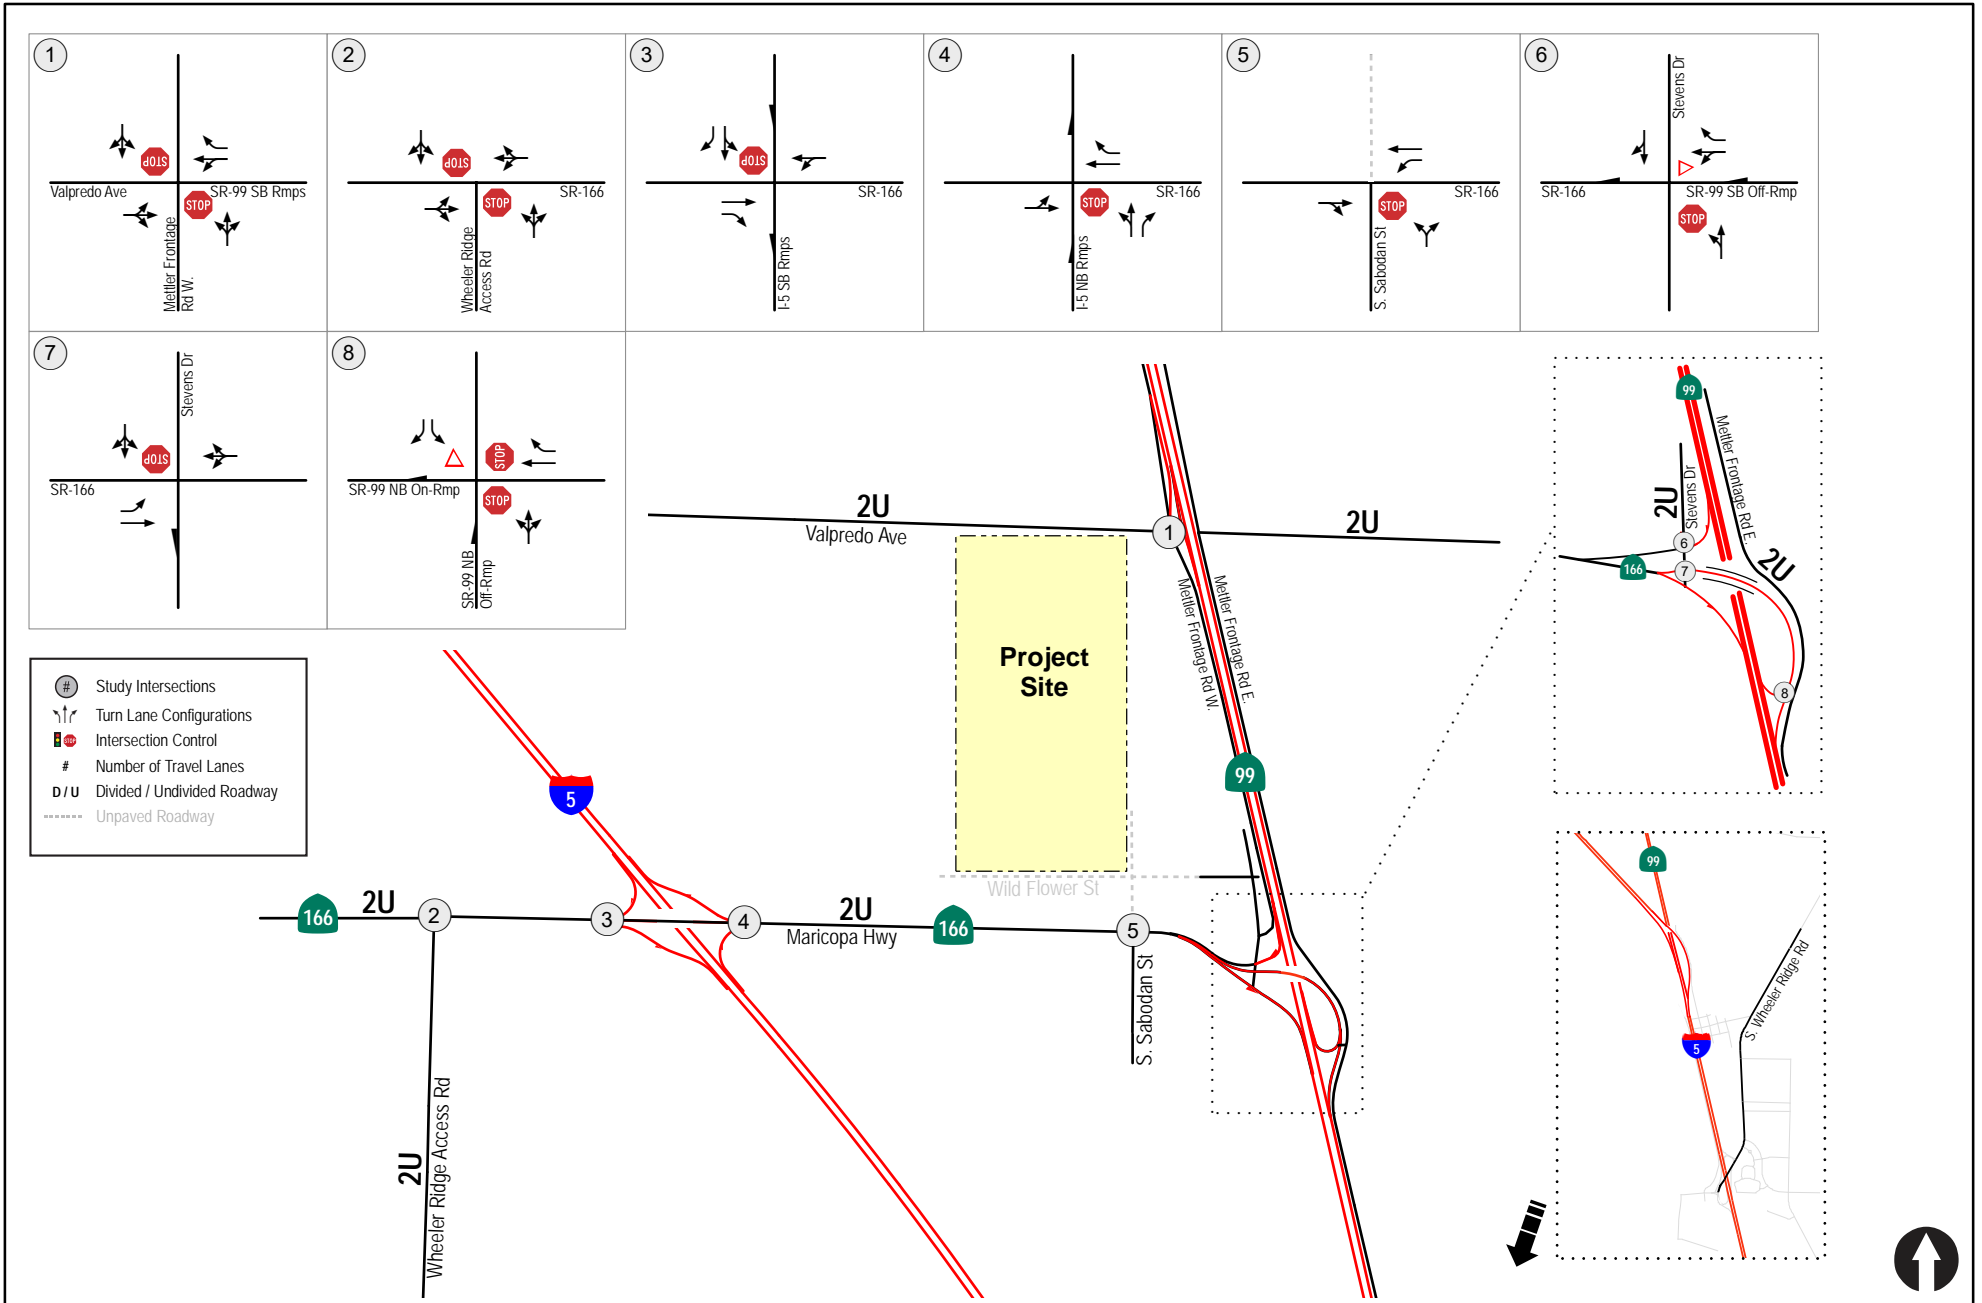 1
STOP
Valpredo Ave
SR-99 SB Rmps
STOP
Mettler Frontage
Rd W.
2
STOP
SR-166
STOP
Wheeler Ridge
Access Rd
3
STOP
SR-166
I-5 SB Rmps
4
SR-166
STOP
I-5 NB Rmps
5
SR-166
STOP
S. Sabodan St
6
Stevens Dr
SR-166
SR-99 SB Off-Rmp
STOP
7
Stevens Dr
STOP
SR-166
8
STOP
SR-99 NB On-Rmp
STOP
SR-99 NB
Off-Rmp
# Study Intersections
Turn Lane Configurations
STOP Intersection Control
# Number of Travel Lanes
D / U Divided / Undivided Roadway
Unpaved Roadway
2U
Valpredo Ave
1
2U
Project
Site
Mettler Frontage Rd W.
Mettler Frontage Rd E.
99
5
Wild Flower St
166
2U
2
3
4
2U
Maricopa Hwy
166
5
S. Sabodan St
2U
Wheeler Ridge Access Rd
99
Mettler Frontage Rd E.
2U
Stevens Dr
6
166
7
2U
8
99
S. Wheeler Ridge Rd
5